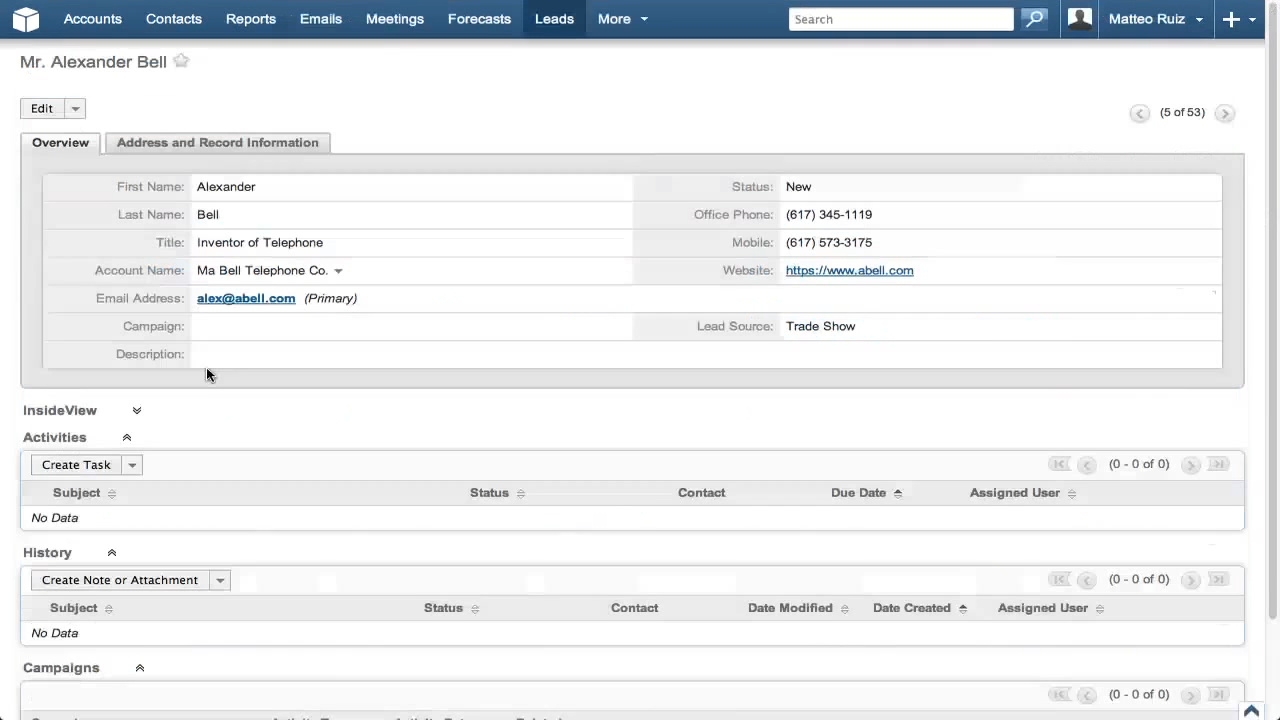 Accounts Contacts Reports Emails Meetings Forecasts Leads More Search Matteo Ruiz
Mr. Alexander Bell
Edit (5 of 53)
Overview Address and Record Information
First Name: Alexander Status: New
Last Name: Bell Office Phone: (617) 345-1119
Title: Inventor of Telephone Mobile: (617) 573-3175
Account Name: Ma Bell Telephone Co. Website: https://www.abell.com
Email Address: alex@abell.com (Primary)
Campaign: Lead Source: Trade Show
Description:
InsideView
Activities
Create Task (0 - 0 of 0)
Subject Status Contact Due Date Assigned User
No Data
History
Create Note or Attachment (0 - 0 of 0)
Subject Status Contact Date Modified Date Created Assigned User
No Data
Campaigns
(0 - 0 of 0)